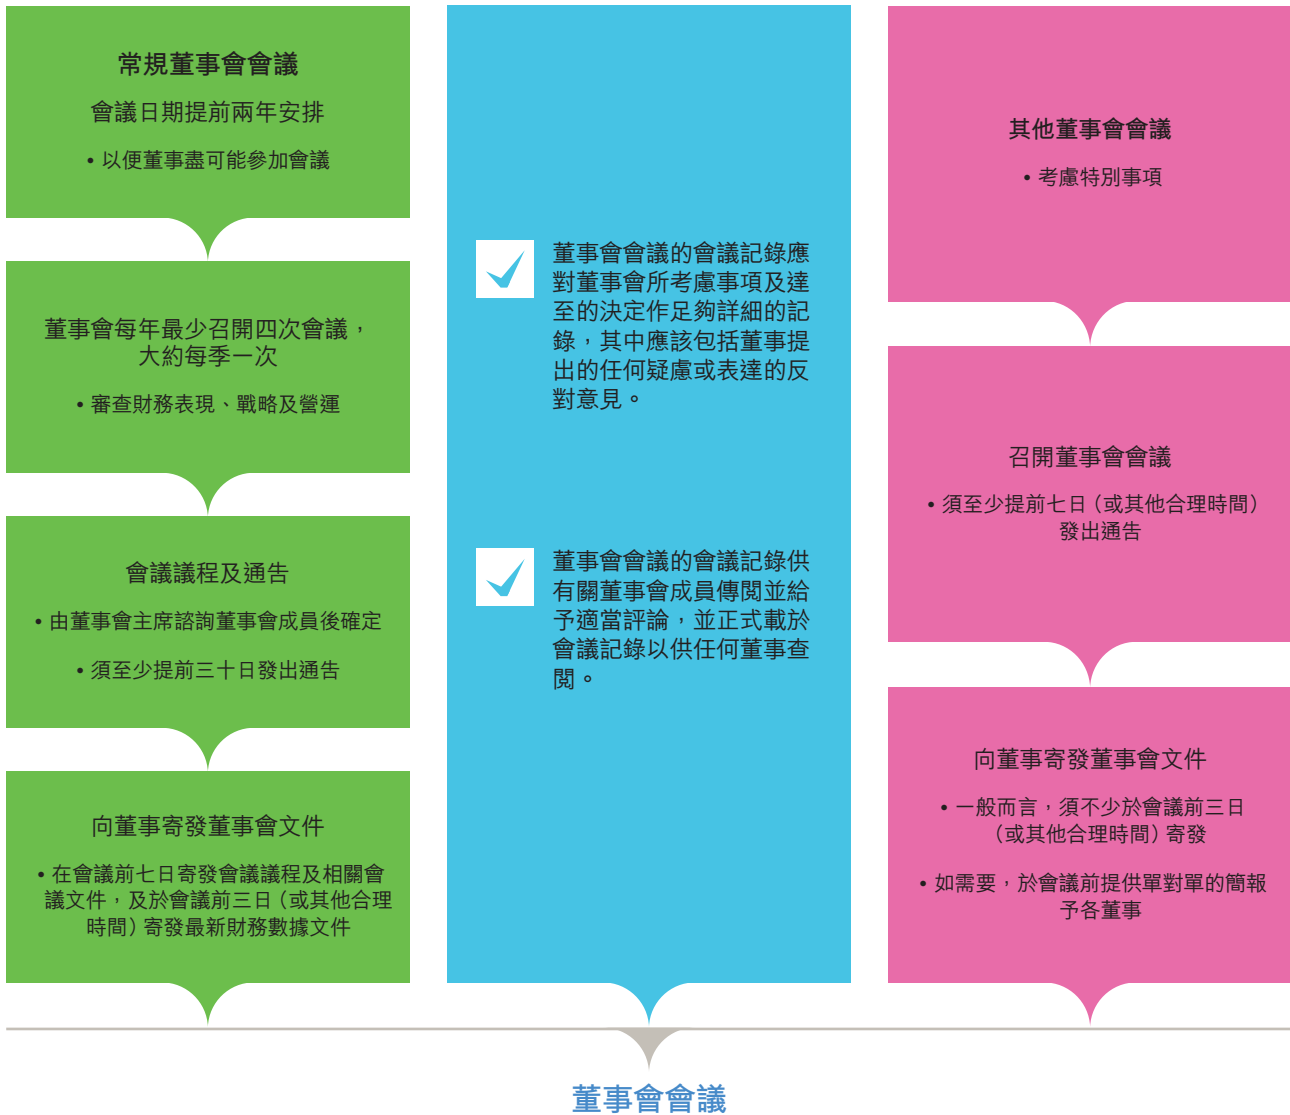 常規董事會會議
會議日期提前兩年安排
• 以便董事盡可能參加會議
董事會每年最少召開四次會議，
大約每季一次
• 審查財務表現、戰略及營運
會議議程及通告
• 由董事會主席諮詢董事會成員後確定
• 須至少提前三十日發出通告
向董事寄發董事會文件
• 在會議前七日寄發會議議程及相關會
議文件，及於會議前三日（或其他合理
時間）寄發最新財務數據文件
董事會會議的會議記錄應
對董事會所考慮事項及達
至的決定作足夠詳細的記
錄，其中應該包括董事提
出的任何疑慮或表達的反
對意見。
董事會會議的會議記錄供
有關董事會成員傳閱並給
予適當評論，並正式載於
會議記錄以供任何董事查
閱。
其他董事會會議
• 考慮特別事項
召開董事會會議
• 須至少提前七日（或其他合理時間）
發出通告
向董事寄發董事會文件
• 一般而言，須不少於會議前三日
（或其他合理時間）寄發
• 如需要，於會議前提供單對單的簡報
予各董事
董事會會議